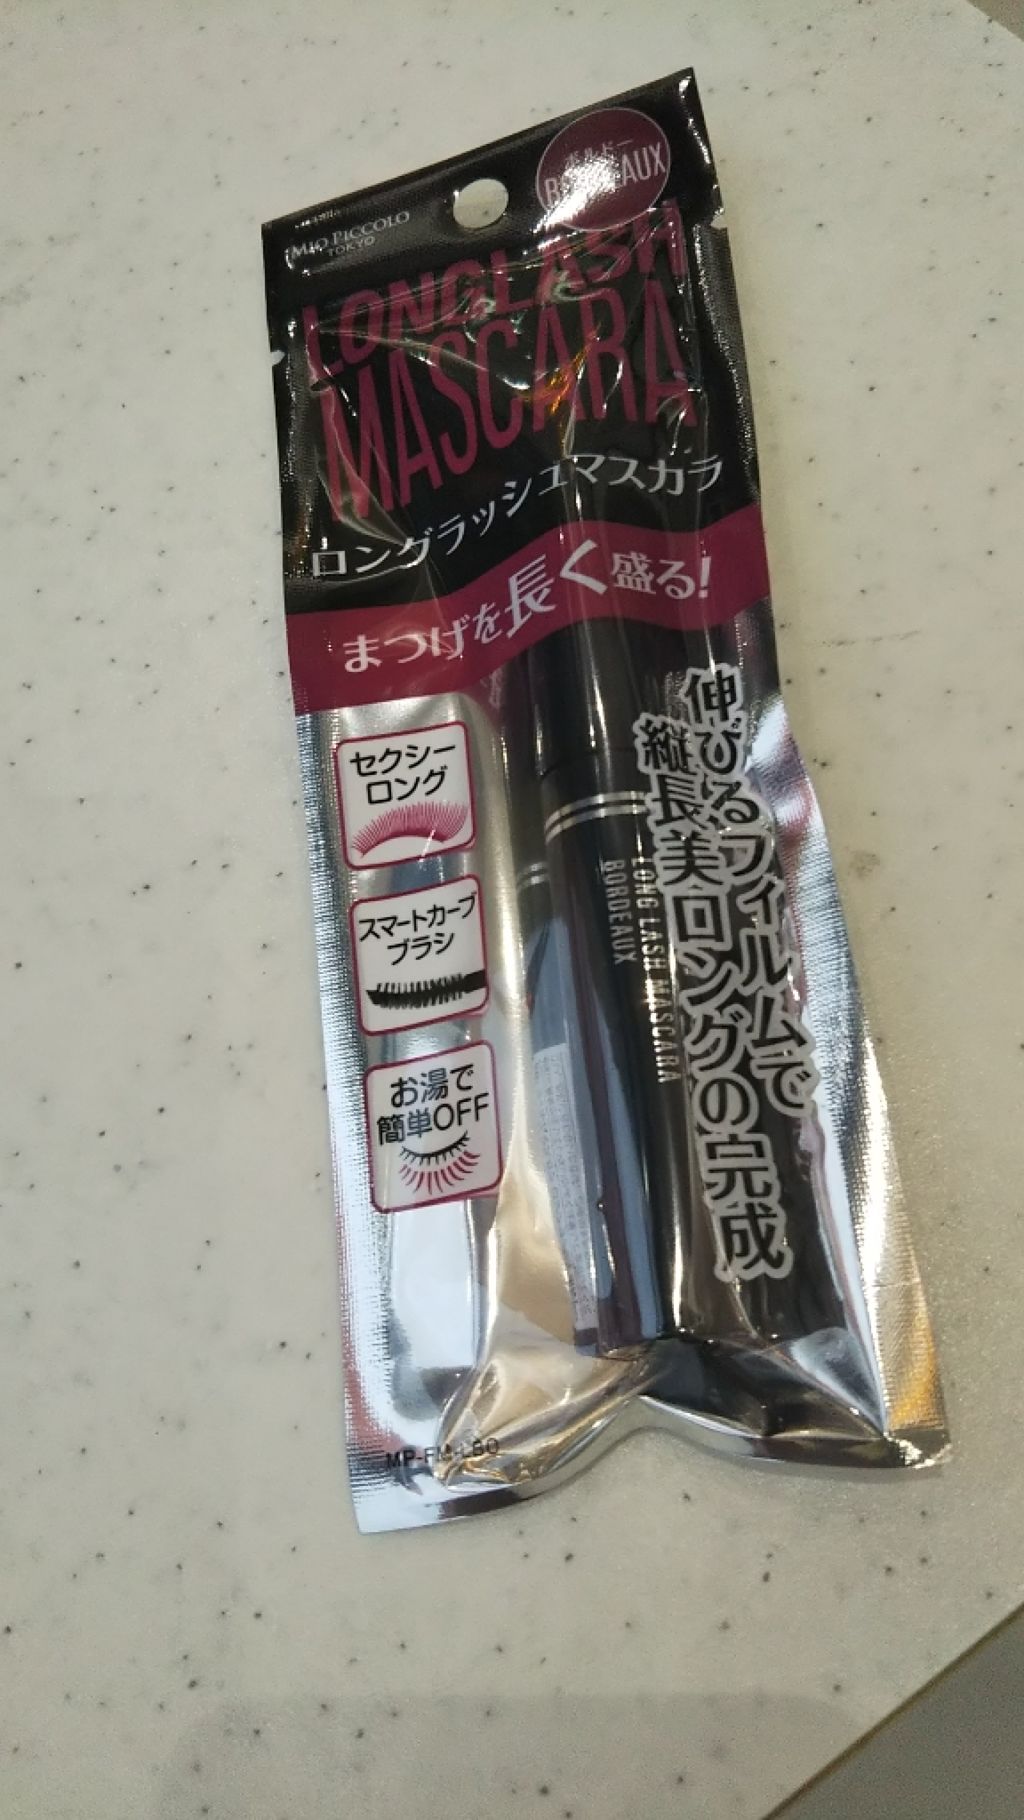 ボルドー
BORDEAUX
MIO PICCOLO
TOKYO
LONGLASH
MASCARA
ロングラッシュマスカラ
まつげを長く盛る!
伸びるフィルムで
縦長美ロングの完成
セクシー
ロング
スマートカーブ
ブラシ
お湯で
簡単OFF
LONG LASH MASCARA
BORDEAUX